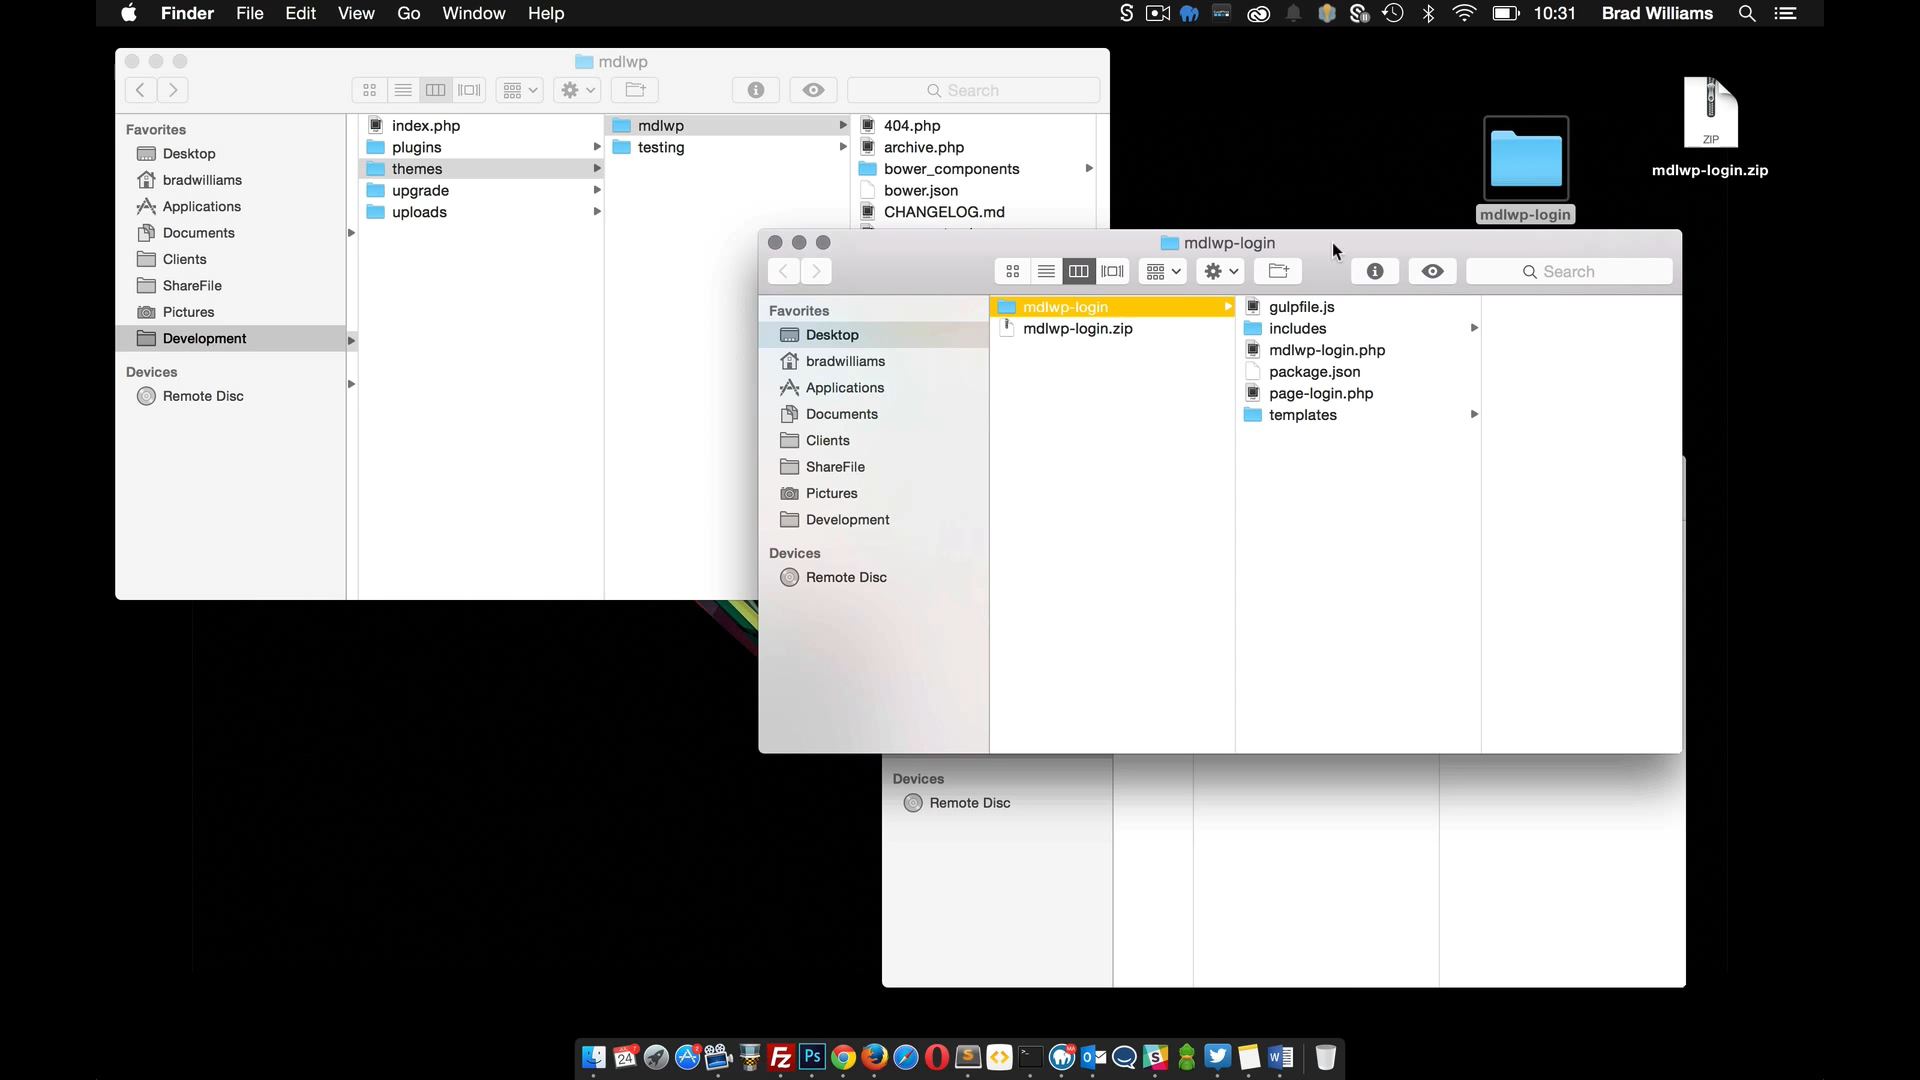 Finder File Edit View Go Window Help 10:31 Brad Williams
mdlwp
Search
Favorites
Desktop
bradwilliams
Applications
Documents
Clients
ShareFile
Pictures
Development
Devices
Remote Disc
index.php
plugins
themes
upgrade
uploads
mdlwp
testing
404.php
archive.php
bower_components
bower.json
CHANGELOG.md
mdlwp-login
ZIP
mdlwp-login.zip
mdlwp-login
Search
Favorites
Desktop
bradwilliams
Applications
Documents
Clients
ShareFile
Pictures
Development
Devices
Remote Disc
mdlwp-login
mdlwp-login.zip
gulpfile.js
includes
mdlwp-login.php
package.json
page-login.php
templates
Devices
Remote Disc
24
Fz
Ps